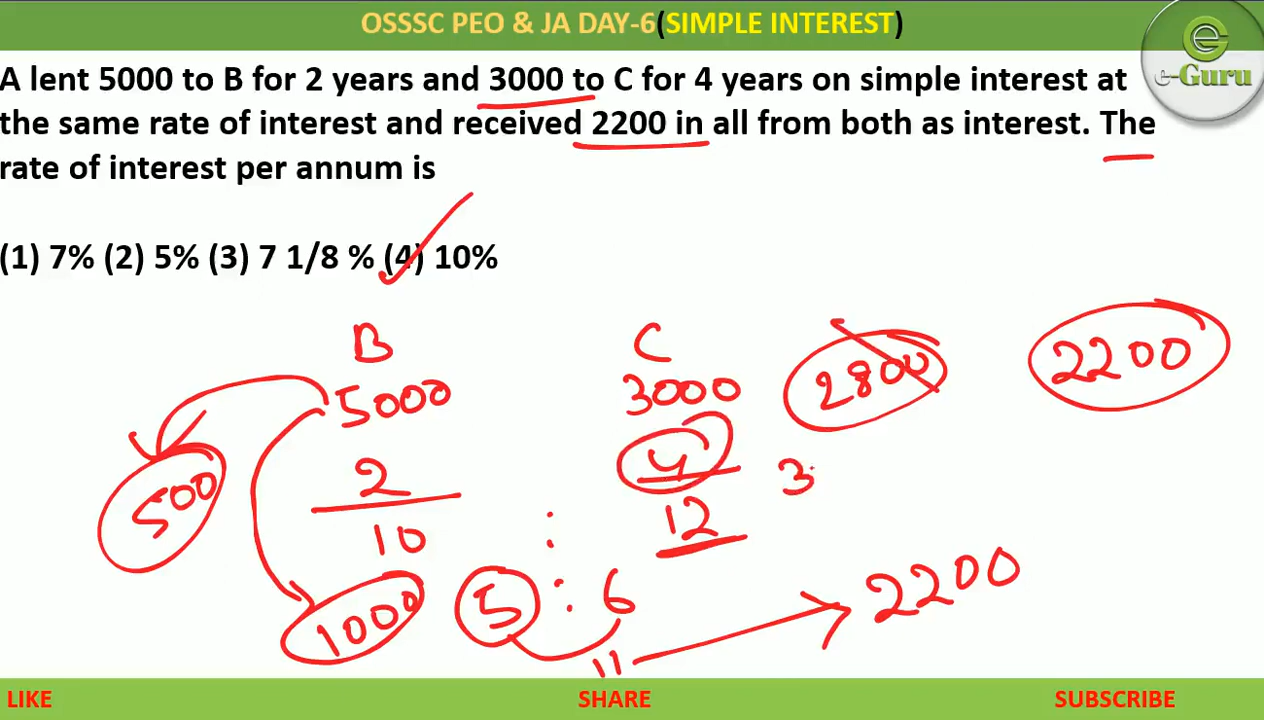 OSSSC PEO & JA DAY-6(SIMPLE INTEREST)
e-Guru
A lent 5000 to B for 2 years and 3000 to C for 4 years on simple interest at
the same rate of interest and received 2200 in all from both as interest. The
rate of interest per annum is
(1) 7% (2) 5% (3) 7 1/8 % (4) 10%
B C
5000 3000 2800 2200
500 2 4 3
10 : 12
1000 5 : 6 2200
11
LIKE SHARE SUBSCRIBE